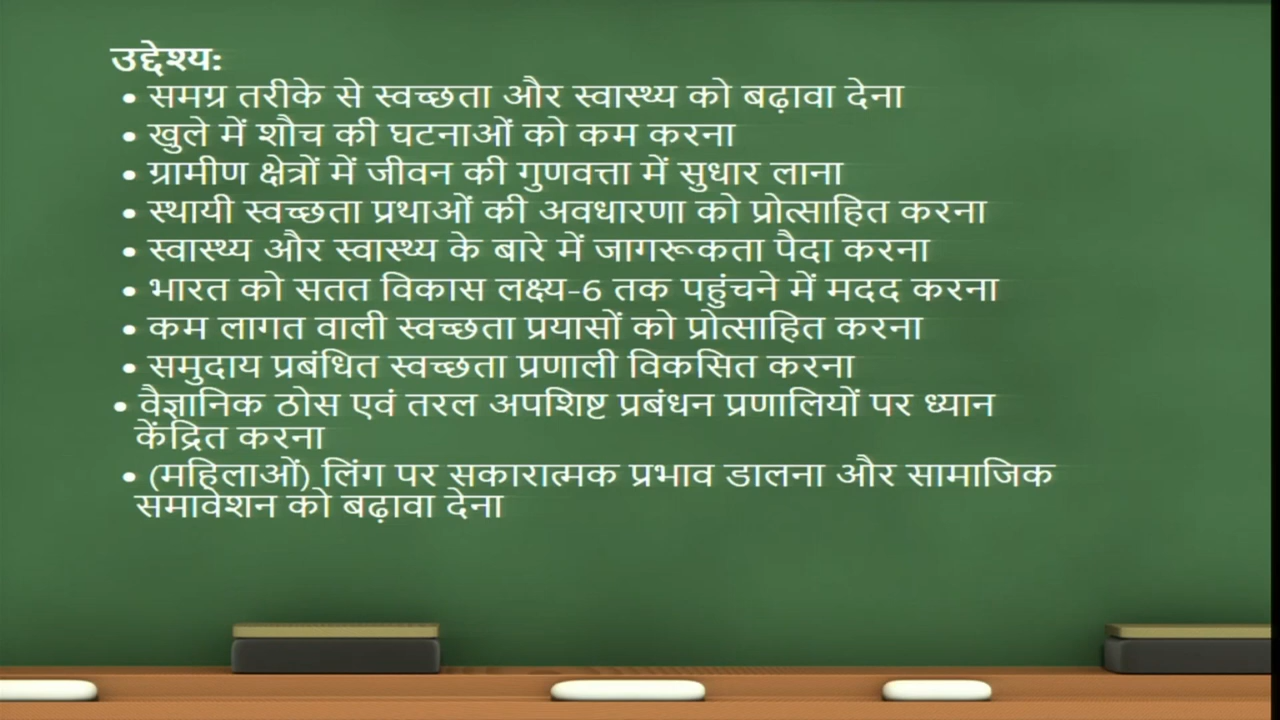 उद्देश्य:
• समग्र तरीके से स्वच्छता और स्वास्थ्य को बढ़ावा देना
• खुले में शौच की घटनाओं को कम करना
• ग्रामीण क्षेत्रों में जीवन की गुणवत्ता में सुधार लाना
• स्थायी स्वच्छता प्रथाओं की अवधारणा को प्रोत्साहित करना
• स्वास्थ्य और स्वास्थ्य के बारे में जागरूकता पैदा करना
• भारत को सतत विकास लक्ष्य-6 तक पहुंचने में मदद करना
• कम लागत वाली स्वच्छता प्रयासों को प्रोत्साहित करना
• समुदाय प्रबंधित स्वच्छता प्रणाली विकसित करना
• वैज्ञानिक ठोस एवं तरल अपशिष्ट प्रबंधन प्रणालियों पर ध्यान
केंद्रित करना
• (महिलाओं) लिंग पर सकारात्मक प्रभाव डालना और सामाजिक
समावेशन को बढ़ावा देना